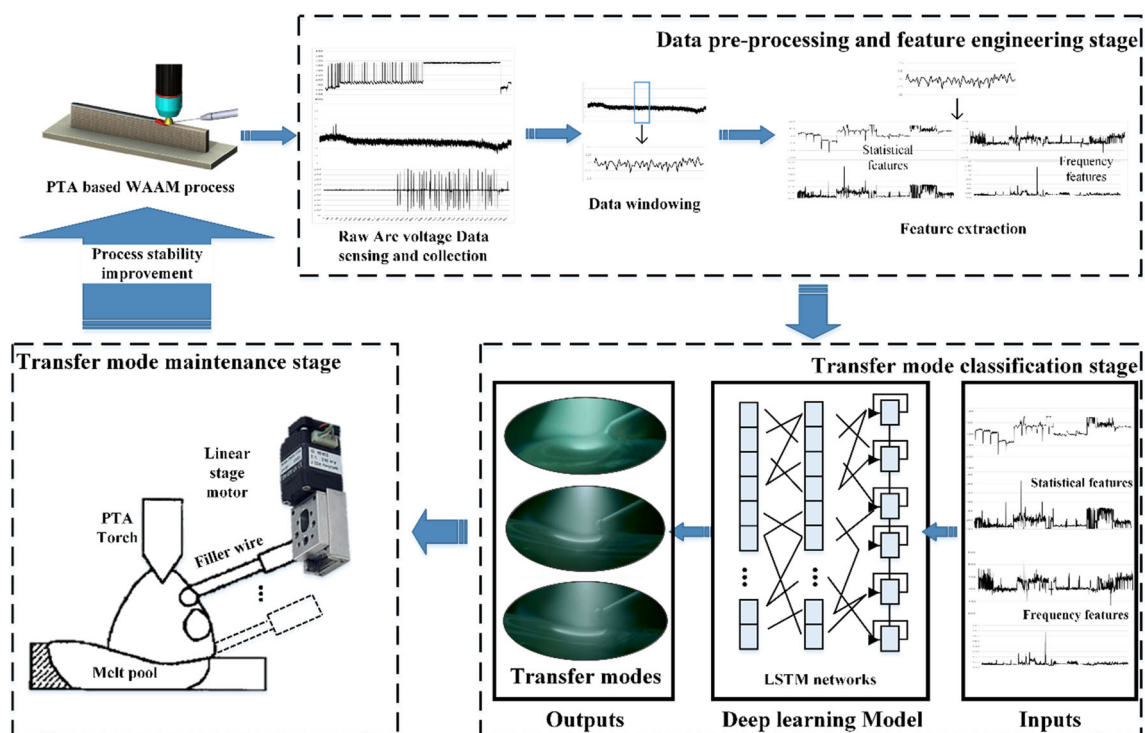 Data pre-processing and feature engineering stage
PTA based WAAM process
Raw Arc voltage Data
sensing and collection
Data windowing
Statistical
features
Frequency
features
Feature extraction
Process stability
improvement
Transfer mode maintenance stage
Linear
stage
motor
PTA
Torch
Filler wire
Melt pool
Transfer mode classification stage
Transfer modes
Outputs
LSTM networks
Deep learning Model
Statistical features
Frequency features
Inputs